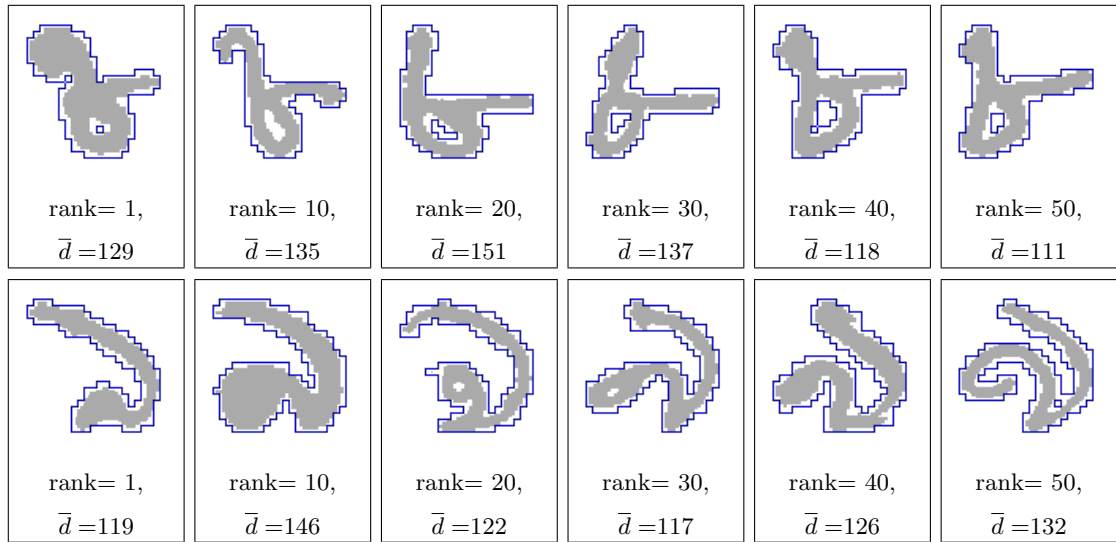 rank= 1,
d̅ =129
rank= 10,
d̅ =135
rank= 20,
d̅ =151
rank= 30,
d̅ =137
rank= 40,
d̅ =118
rank= 50,
d̅ =111
rank= 1,
d̅ =119
rank= 10,
d̅ =146
rank= 20,
d̅ =122
rank= 30,
d̅ =117
rank= 40,
d̅ =126
rank= 50,
d̅ =132